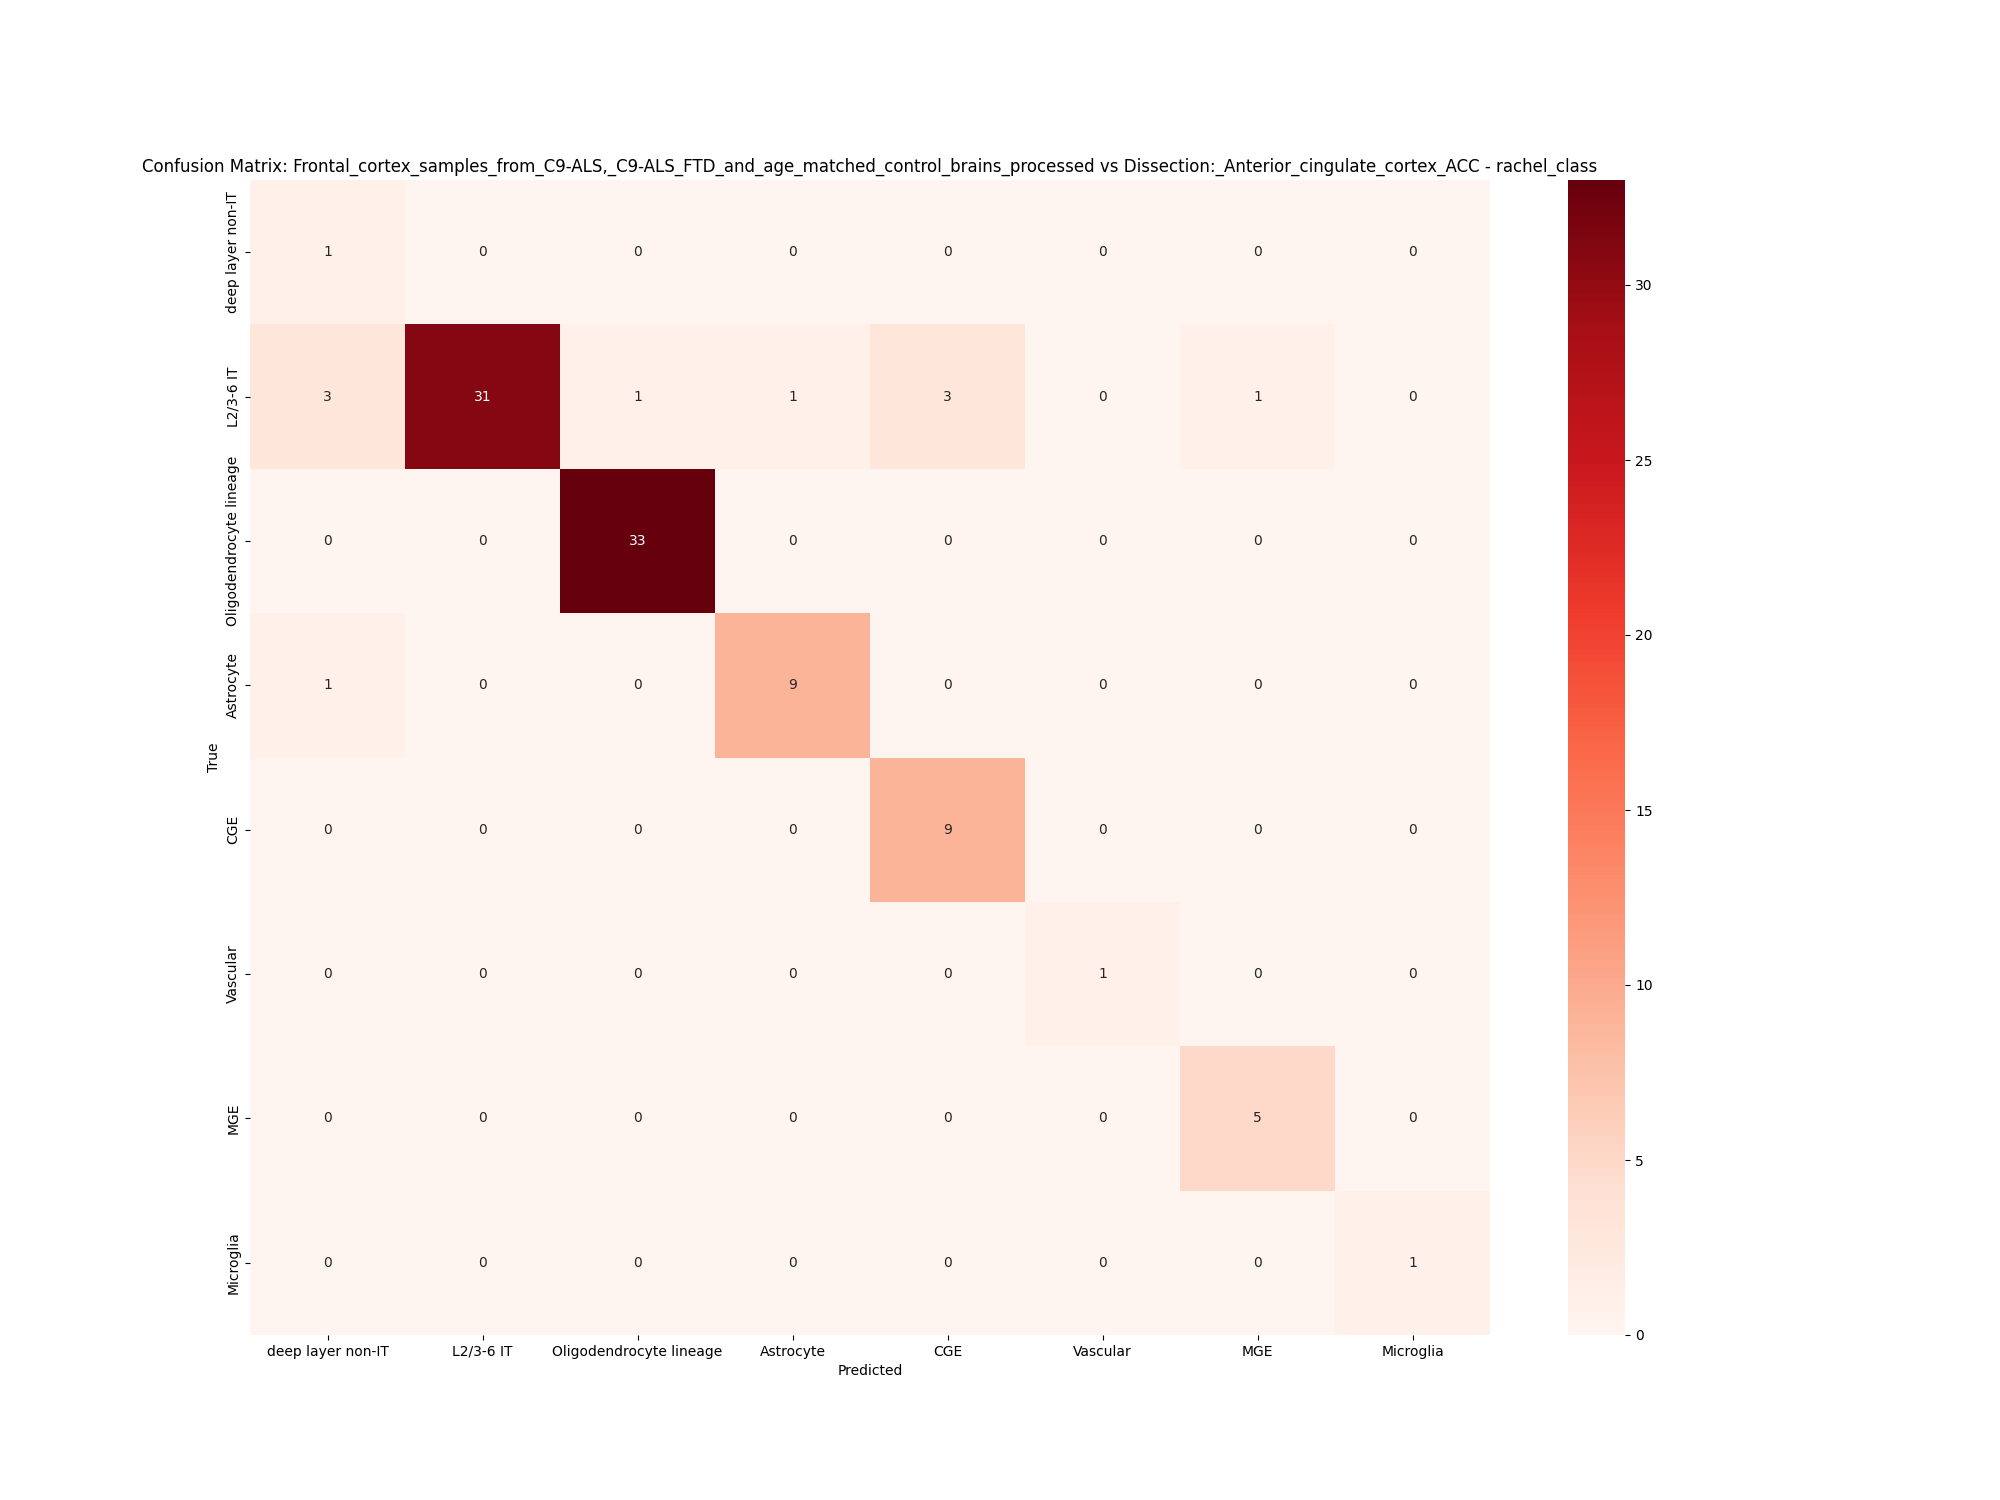 Confusion Matrix: Frontal_cortex_samples_from_C9-ALS,_C9-ALS_FTD_and_age_matched_control_brains_processed vs Dissection:_Anterior_cingulate_cortex_ACC - rachel_class
True
deep layer non-IT
1 0 0 0 0 0 0 0
L2/3-6 IT
3 31 1 1 3 0 1 0
Oligodendrocyte lineage
0 0 33 0 0 0 0 0
Astrocyte
1 0 0 9 0 0 0 0
CGE
0 0 0 0 9 0 0 0
Vascular
0 0 0 0 0 1 0 0
MGE
0 0 0 0 0 0 5 0
Microglia
0 0 0 0 0 0 0 1
deep layer non-IT L2/3-6 IT Oligodendrocyte lineage Astrocyte CGE Vascular MGE Microglia
Predicted
30
25
20
15
10
5
0